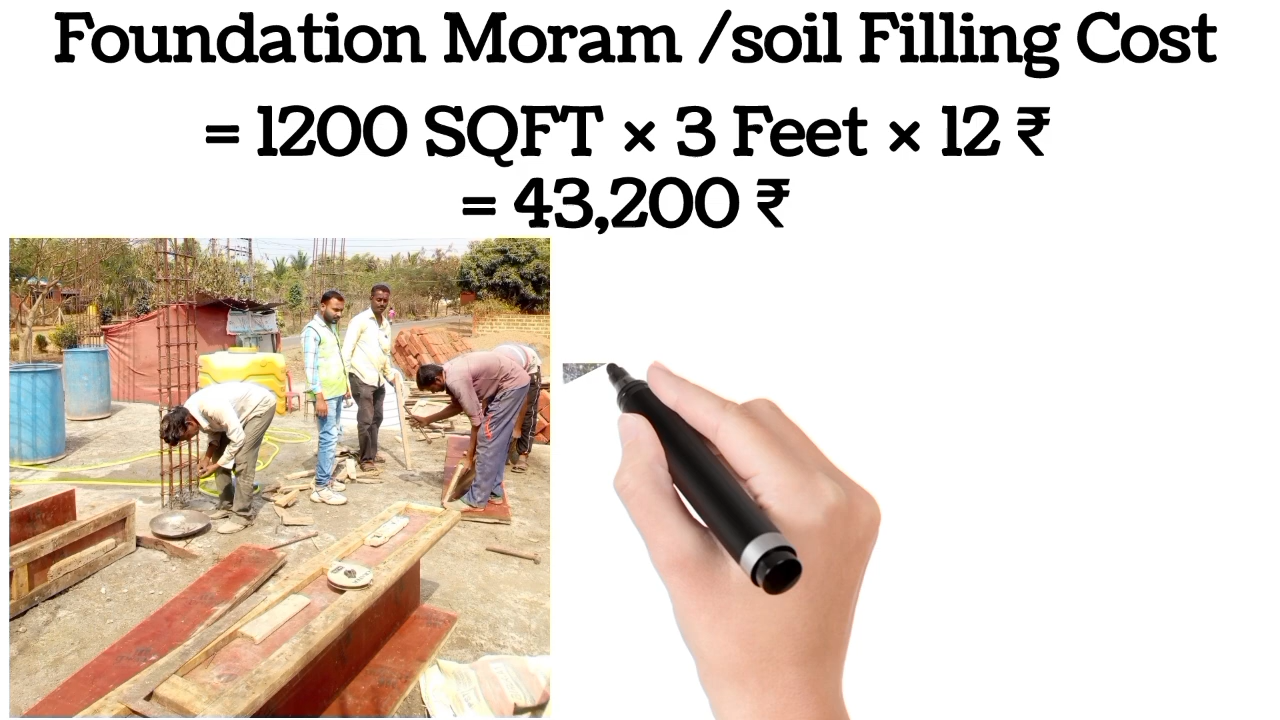 Foundation Moram /soil Filling Cost
= 1200 SQFT × 3 Feet × 12 ₹
= 43,200 ₹